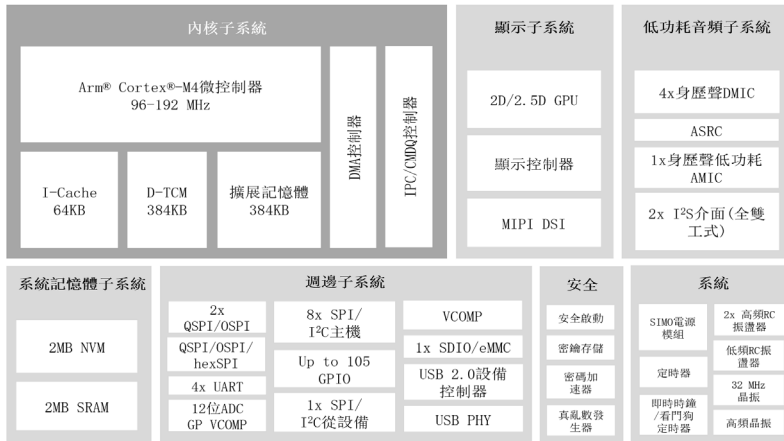 內核子系統
Arm® Cortex®-M4微控制器
96-192 MHz
I-Cache
64KB
D-TCM
384KB
擴展記憶體
384KB
DMA控制器
IPC/CMDQ控制器
顯示子系統
2D/2.5D GPU
顯示控制器
MIPI DSI
低功耗音頻子系統
4x身歷聲DMIC
ASRC
1x身歷聲低功耗
AMIC
2x I²S介面(全雙
工式)
系統記憶體子系統
2MB NVM
2MB SRAM
週邊子系統
2x
QSPI/OSPI
QSPI/OSPI/
hexSPI
4x UART
12位ADC
GP VCOMP
8x SPI/
I²C主機
Up to 105
GPIO
1x SPI/
I²C從設備
VCOMP
1x SDIO/eMMC
USB 2.0設備
控制器
USB PHY
安全
安全啟動
密鑰存儲
密碼加
速器
真亂數發
生器
系統
SIMO電源
模組
定時器
即時時鐘
/看門狗
定時器
2x 高頻RC
振盪器
低頻RC振
盪器
32 MHz
晶振
高頻晶振